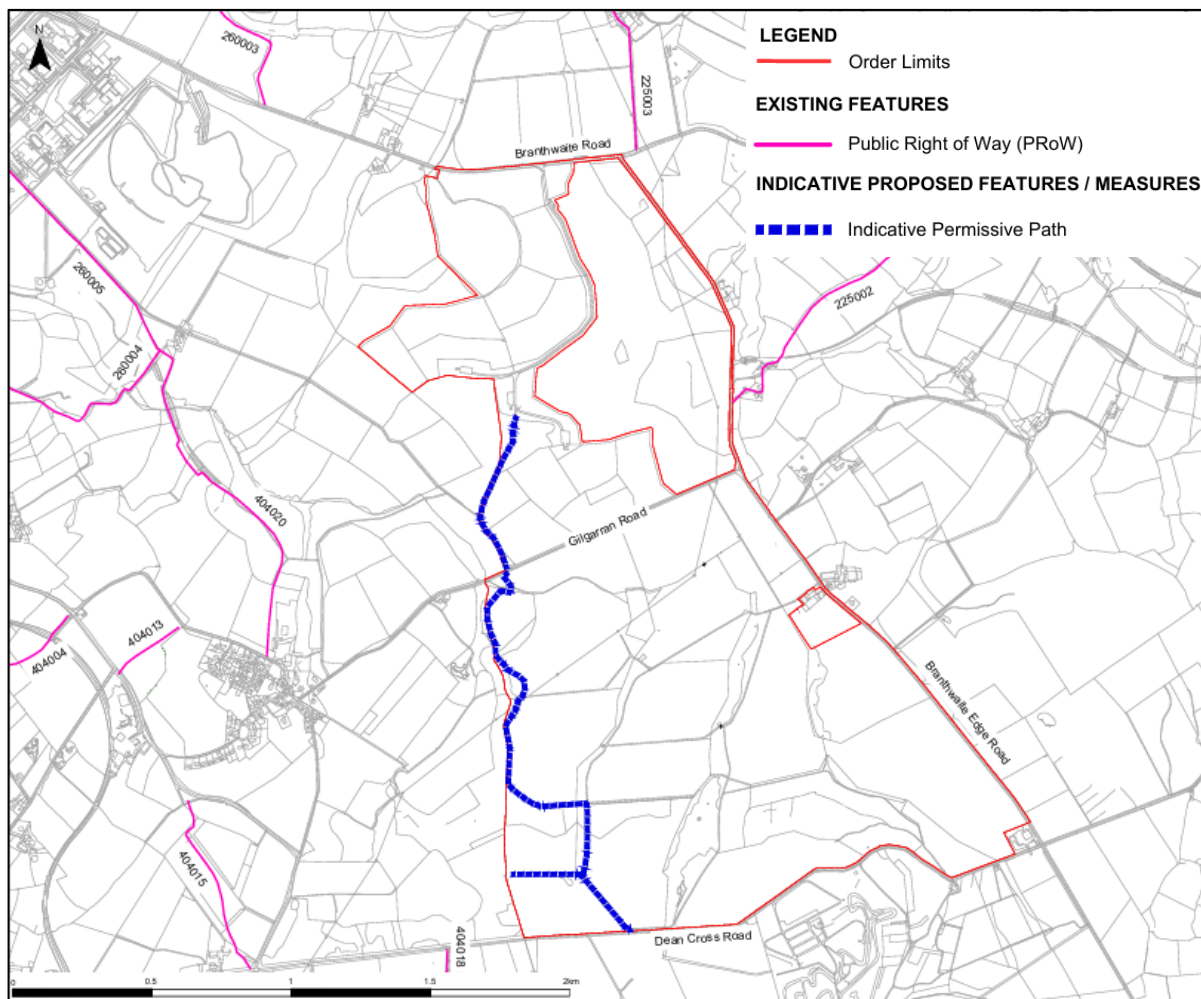 N
260003
225003
LEGEND
Order Limits
EXISTING FEATURES
Public Right of Way (PRoW)
INDICATIVE PROPOSED FEATURES / MEASURES
Indicative Permissive Path
Branthwaite Road
260005
225002
260004
404020
Gilgarran Road
404013
404004
Branthwaite Edge Road
404015
404018
Dean Cross Road
0 0.5 1 1.5 2km